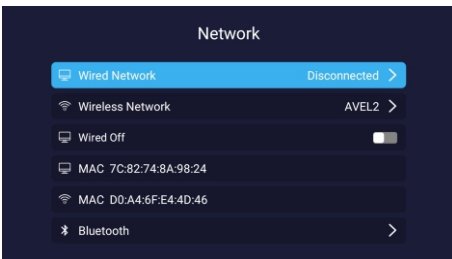 Network
Wired Network Disconnected
Wireless Network AVEL2
Wired Off
MAC 7C:82:74:8A:98:24
MAC D0:A4:6F:E4:4D:46
Bluetooth